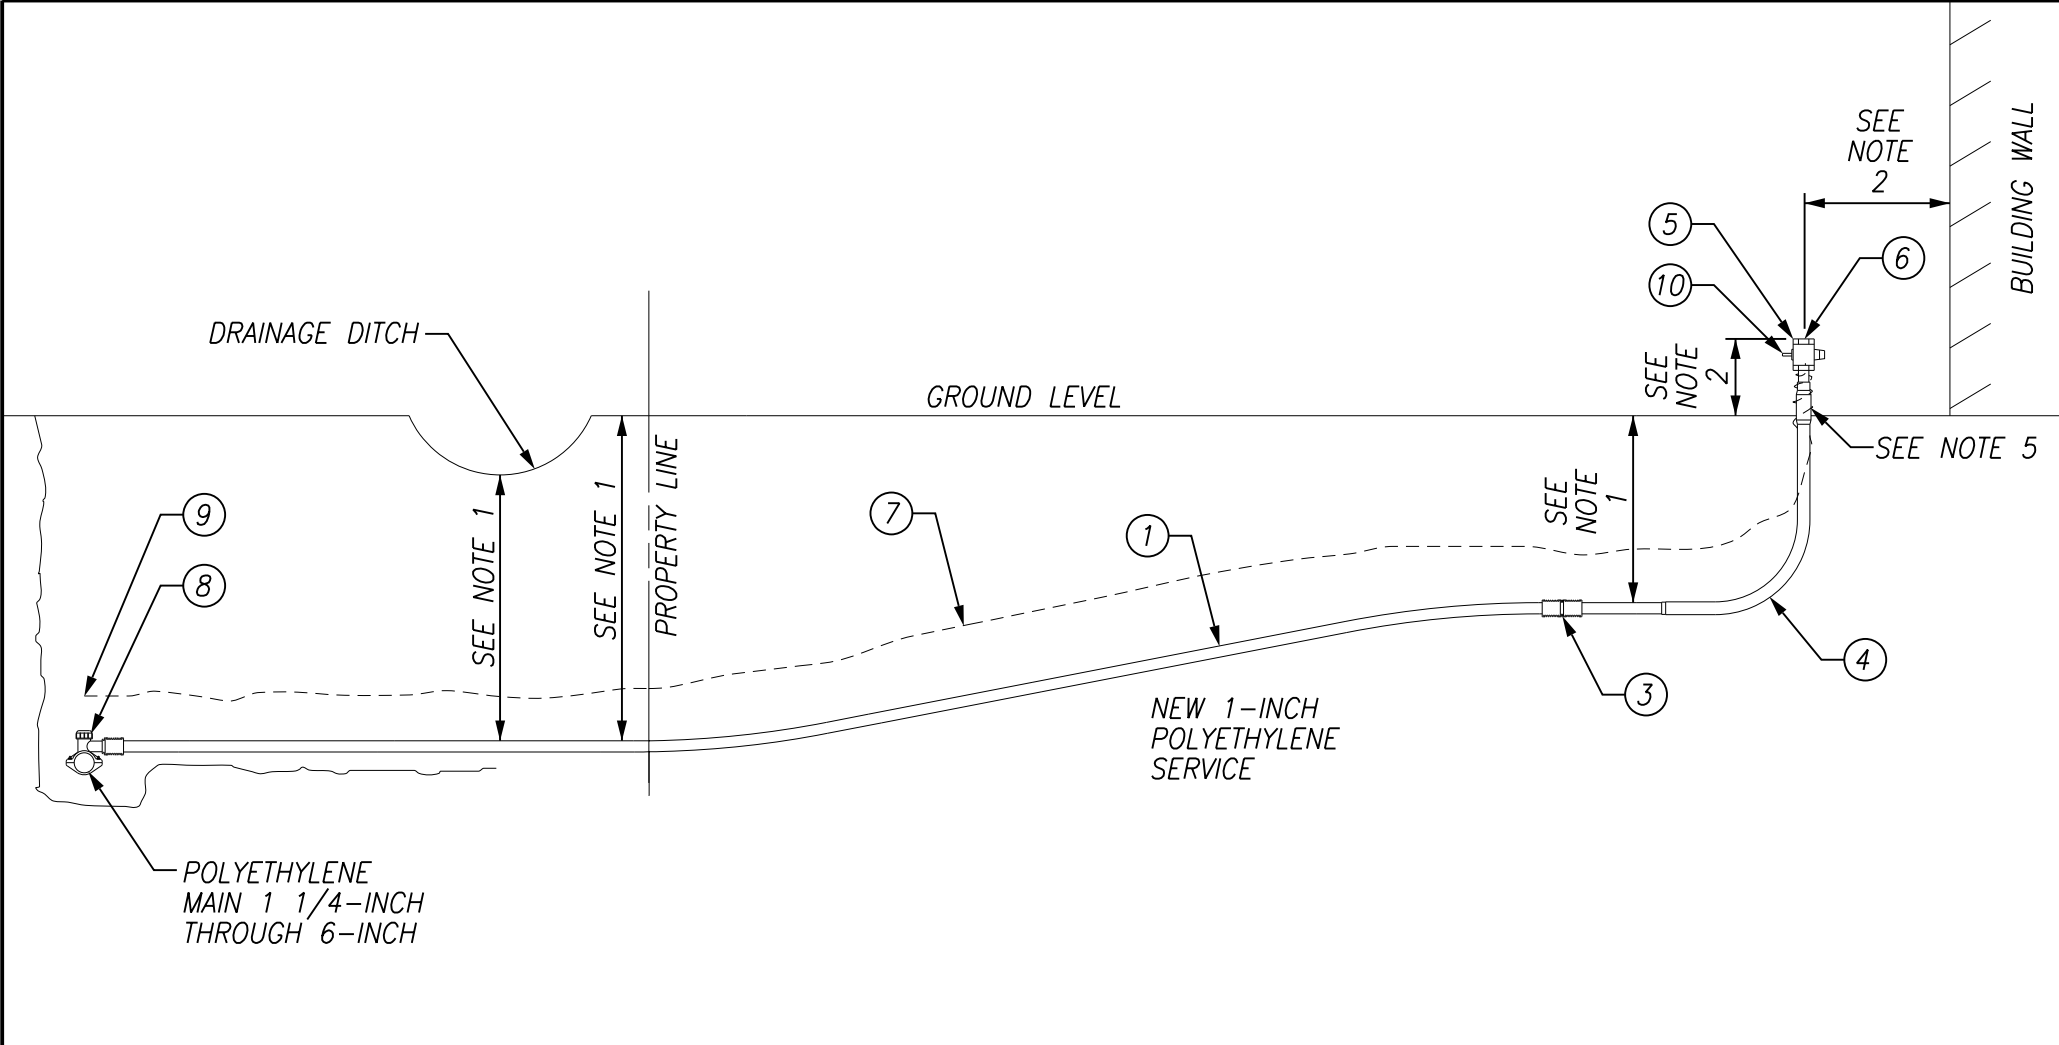 SEE
NOTE
2
BUILDING WALL
5
6
10
DRAINAGE DITCH
SEE
NOTE
2
GROUND LEVEL
SEE NOTE 5
PROPERTY LINE
SEE NOTE 1
SEE NOTE 1
SEE
NOTE
1
9
7
1
8
4
3
NEW 1-INCH
POLYETHYLENE
SERVICE
POLYETHYLENE
MAIN 1 1/4-INCH
THROUGH 6-INCH